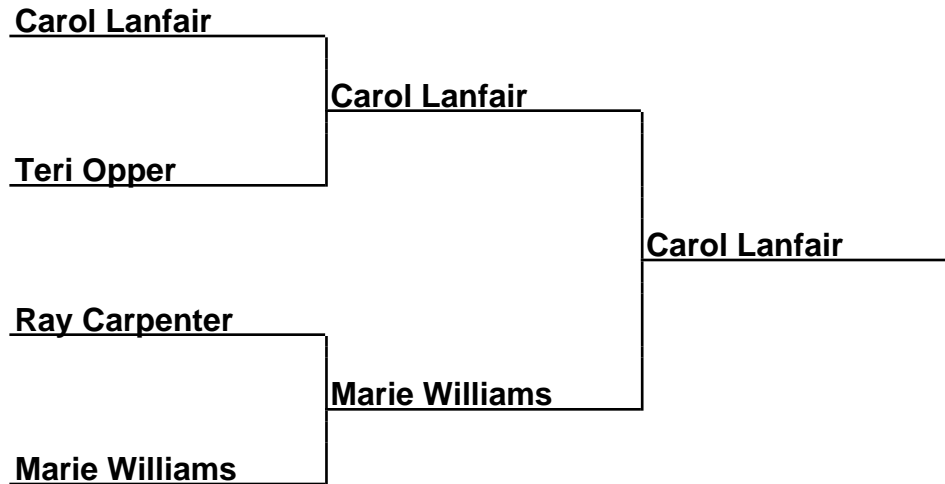 Carol Lanfair
Carol Lanfair
Teri Opper
Carol Lanfair
Ray Carpenter
Marie Williams
Marie Williams